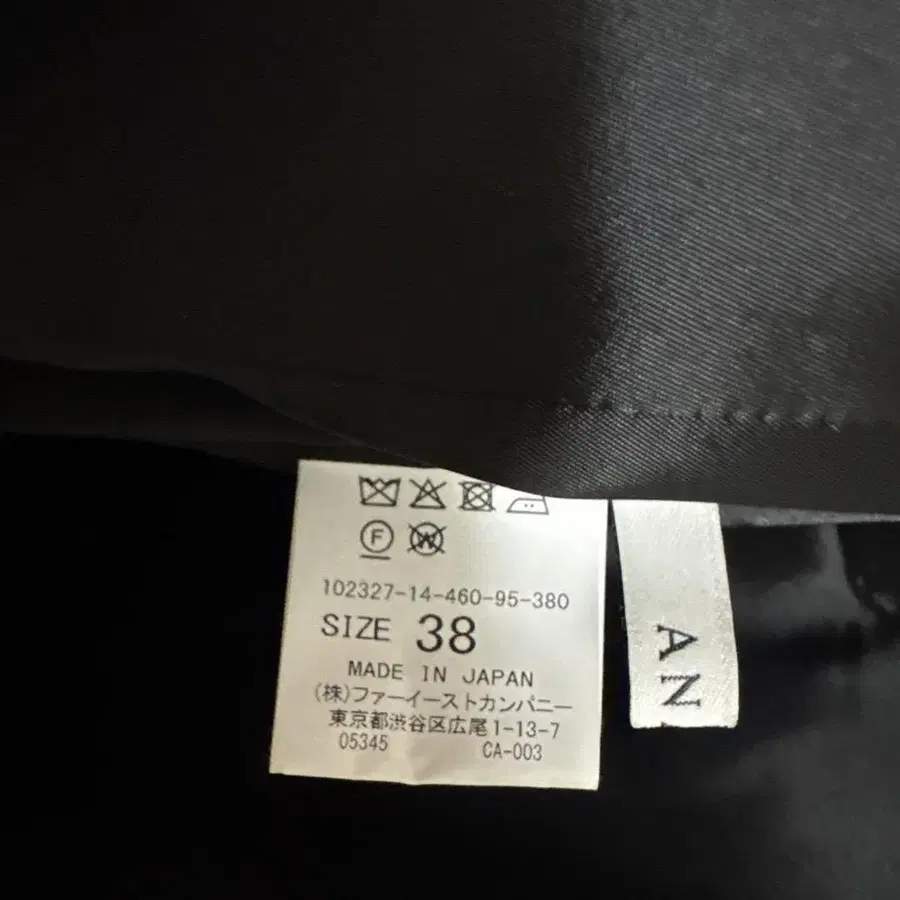 F
W
102327-14-460-95-380
SIZE 38
MADE IN JAPAN
(株)ファーイーストカンパニー
東京都渋谷区広尾1-13-7
05345 CA-003
AN